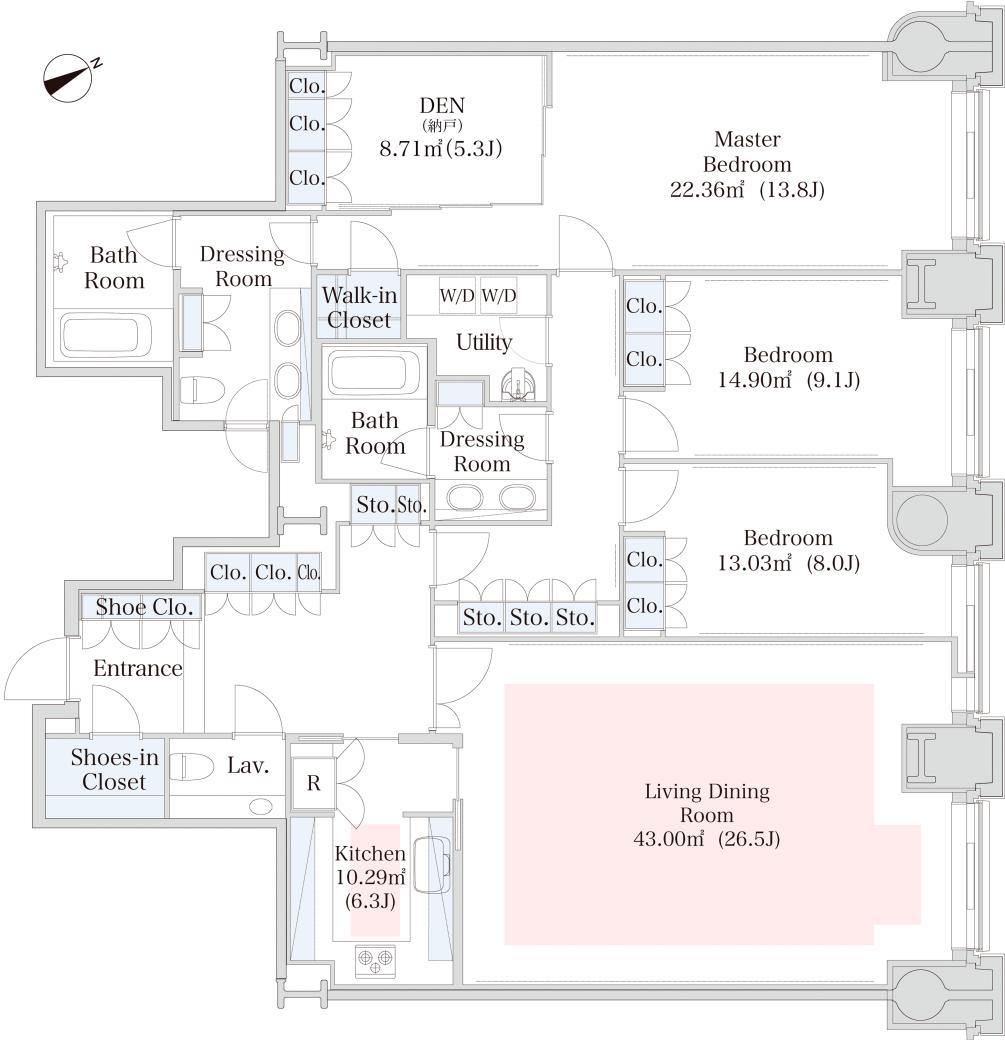 N
Clo.
Clo.
Clo.
DEN
(納戸)
8.71㎡(5.3J)
Master
Bedroom
22.36㎡ (13.8J)
Bath
Room
Dressing
Room
Walk-in
Closet
W/D
W/D
Utility
Clo.
Clo.
Bedroom
14.90㎡ (9.1J)
Bath
Room
Dressing
Room
Sto.
Sto.
Bedroom
13.03㎡ (8.0J)
Clo.
Clo.
Clo.
Clo.
Clo.
Shoe Clo.
Sto.
Sto.
Sto.
Entrance
Shoes-in
Closet
Lav.
R
Living Dining
Room
43.00㎡ (26.5J)
Kitchen
10.29㎡
(6.3J)